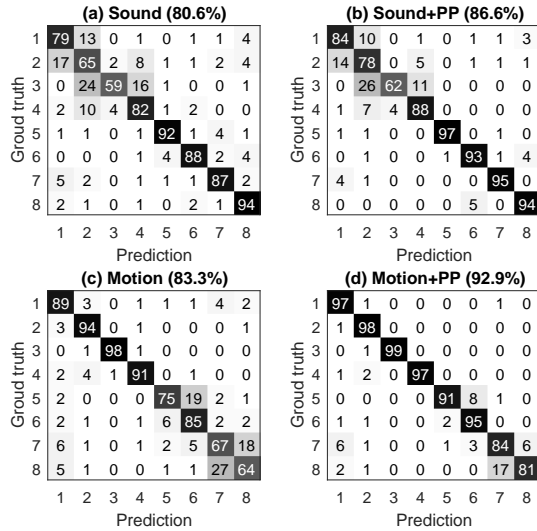 (a) Sound (80.6%)
Groud truth
1 79 13 0 1 0 1 1 4
2 17 65 2 8 1 1 2 4
3 0 24 59 16 1 0 0 0
4 2 10 4 82 1 2 0 0
5 1 1 0 1 92 1 4 1
6 0 0 0 1 4 88 2 4
7 5 2 0 1 1 1 87 2
8 2 1 0 1 0 2 1 94
1 2 3 4 5 6 7 8
Prediction
(b) Sound+PP (86.6%)
Groud truth
1 84 10 0 1 0 1 1 3
2 14 78 0 5 0 1 1 1
3 0 26 62 11 0 0 0 0
4 1 7 4 88 0 0 0 0
5 1 1 0 0 97 0 1 0
6 0 1 0 0 1 93 1 4
7 4 1 0 0 0 0 95 0
8 0 1 0 0 0 5 0 94
1 2 3 4 5 6 7 8
Prediction
(c) Motion (83.3%)
Groud truth
1 89 3 0 1 1 1 4 2
2 3 94 0 1 0 0 0 0
3 0 1 98 1 0 0 0 0
4 2 4 1 91 0 1 0 0
5 2 0 0 0 75 19 2 1
6 2 1 0 1 6 85 2 2
7 6 1 0 1 2 5 67 18
8 5 1 0 0 1 1 27 64
1 2 3 4 5 6 7 8
Prediction
(d) Motion+PP (92.9%)
Groud truth
1 97 1 0 0 0 0 1 0
2 1 98 0 0 0 0 0 0
3 0 1 99 0 0 0 0 0
4 1 2 0 97 0 0 0 0
5 0 0 0 0 91 8 1 0
6 1 1 0 0 2 95 0 0
7 6 1 0 0 1 3 84 6
8 2 1 0 0 0 0 17 81
1 2 3 4 5 6 7 8
Prediction